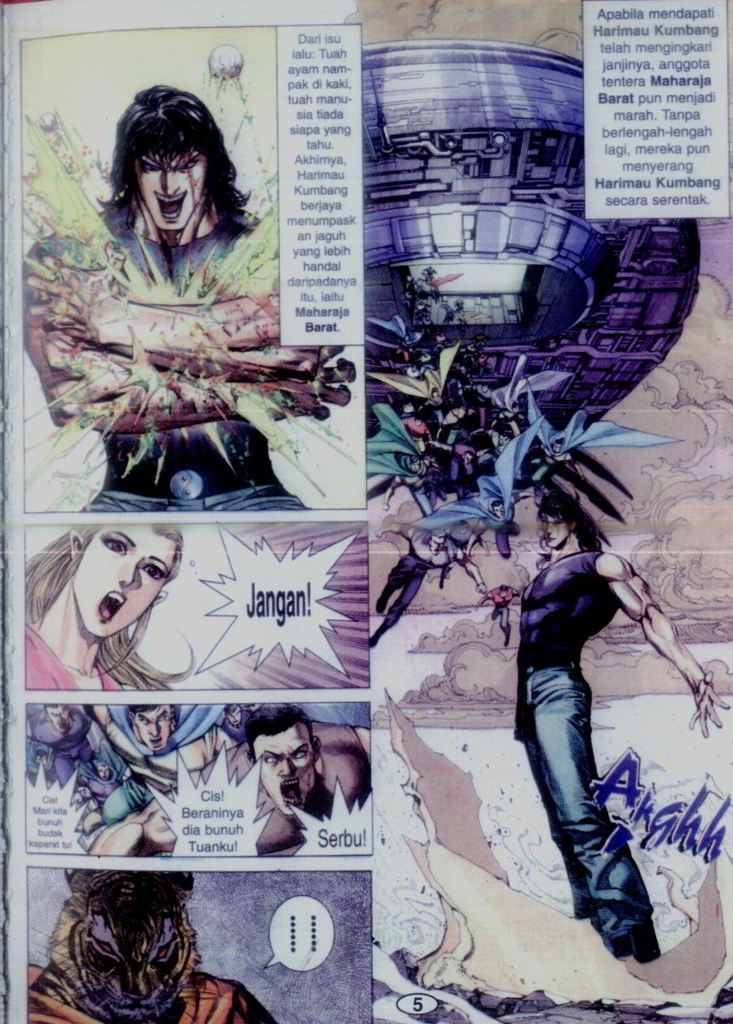 Dari isu
lalu: Tuah
ayam nam-
pak di kaki,
tuah manu-
sia tiada
siapa yang
tahu.
Akhirnya,
Harimau
Kumbang
berjaya
menumpask
an jaguh
yang lebih
handal
daripadanya
itu, iaitu
Maharaja
Barat.
Apabila mendapati
Harimau Kumbang
telah mengingkari
janjinya, anggota
tentera Maharaja
Barat pun menjadi
marah. Tanpa
berlengah-lengah
lagi, mereka pun
menyerang
Harimau Kumbang
secara serentak.
Jangan!
Cis!
Mari kita
bunuh
budak
keparat tu!
Cis!
Beraninya
dia bunuh
Tuanku!
Serbu!
Arghh
!!
5